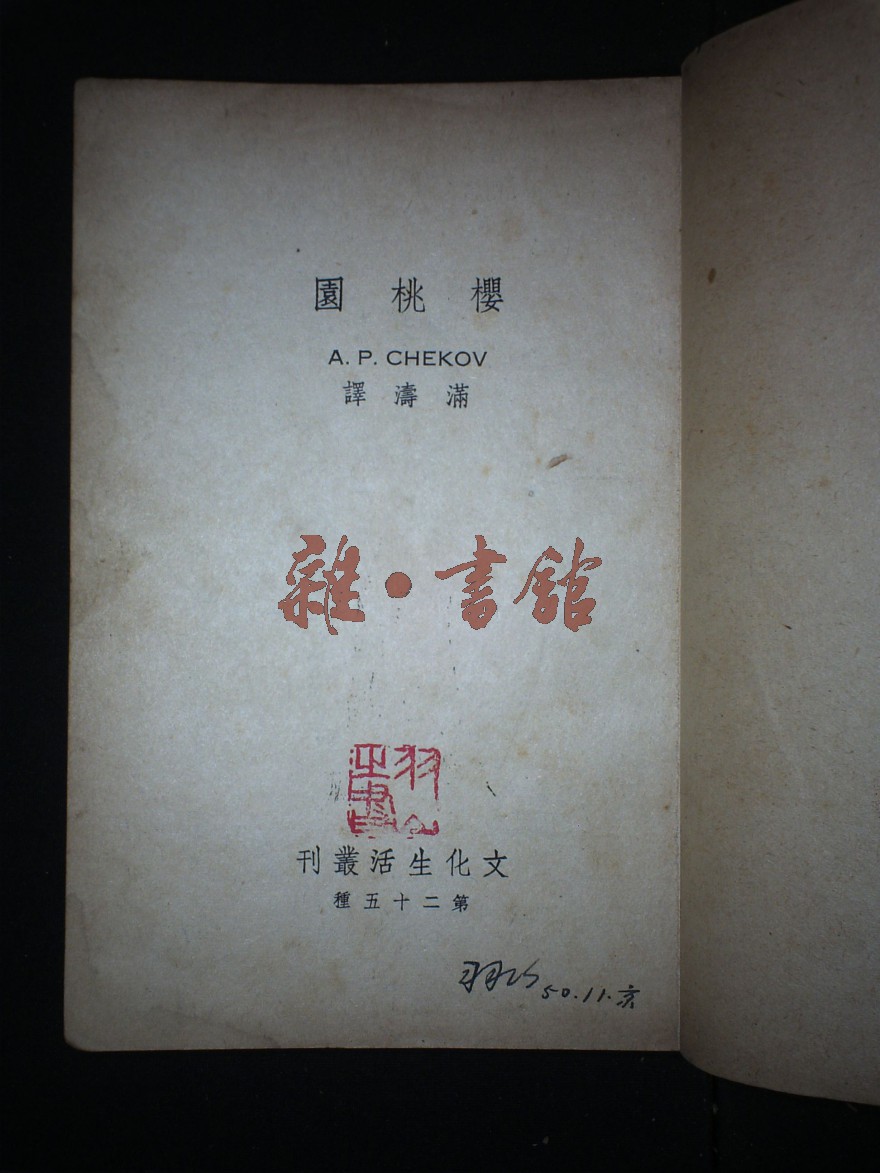 櫻桃園
A. P. CHEKOV
滿濤譯
雜·書館
文化生活叢刊
第二十五種
50.11.京